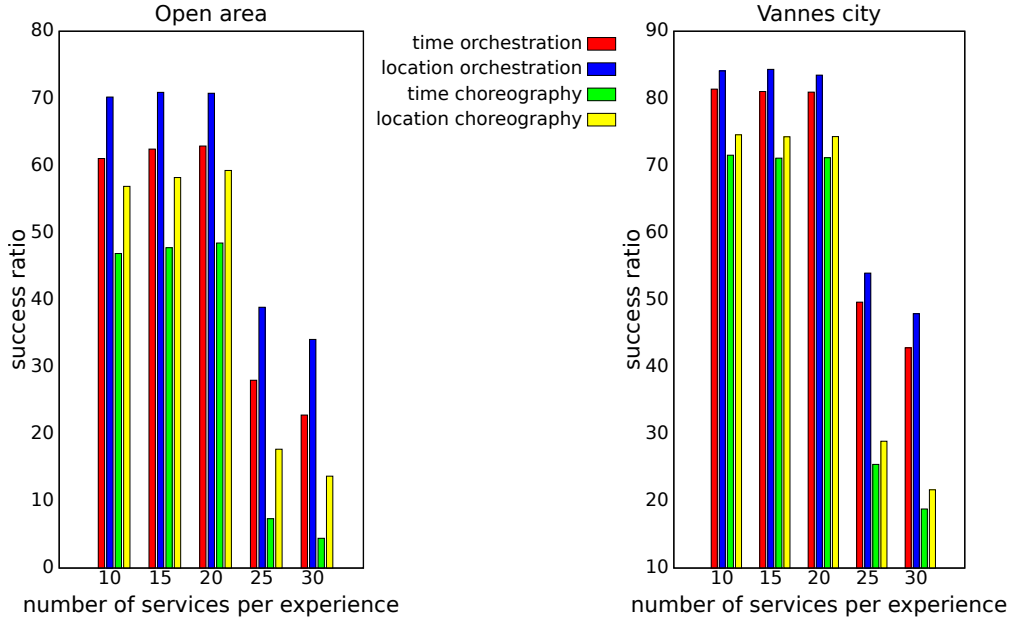 Open area
80
70
60
50
40
30
20
10
0
success ratio
10 15 20 25 30
number of services per experience
time orchestration
location orchestration
time choreography
location choreography
Vannes city
90
80
70
60
50
40
30
20
10
success ratio
10 15 20 25 30
number of services per experience